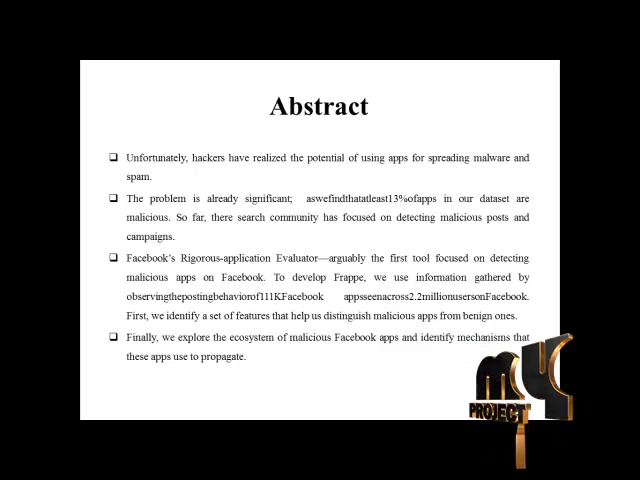 Abstract
❑ Unfortunately, hackers have realized the potential of using apps for spreading malware and
spam.
❑ The problem is already significant; aswefindthatatleast13%ofapps in our dataset are
malicious. So far, there search community has focused on detecting malicious posts and
campaigns.
❑ Facebook’s Rigorous-application Evaluator—arguably the first tool focused on detecting
malicious apps on Facebook. To develop Frappe, we use information gathered by
observingthepostingbehaviorof111KFacebook appsseenacross2.2millionusersonFacebook.
First, we identify a set of features that help us distinguish malicious apps from benign ones.
❑ Finally, we explore the ecosystem of malicious Facebook apps and identify mechanisms that
these apps use to propagate.
my
PROJECT